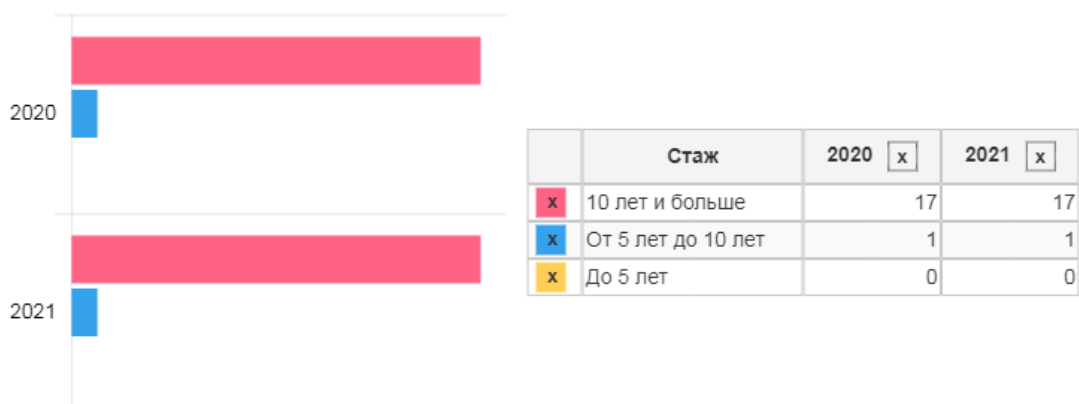 2020
2021
Стаж 2020 x 2021 x
x 10 лет и больше 17 17
x От 5 лет до 10 лет 1 1
x До 5 лет 0 0